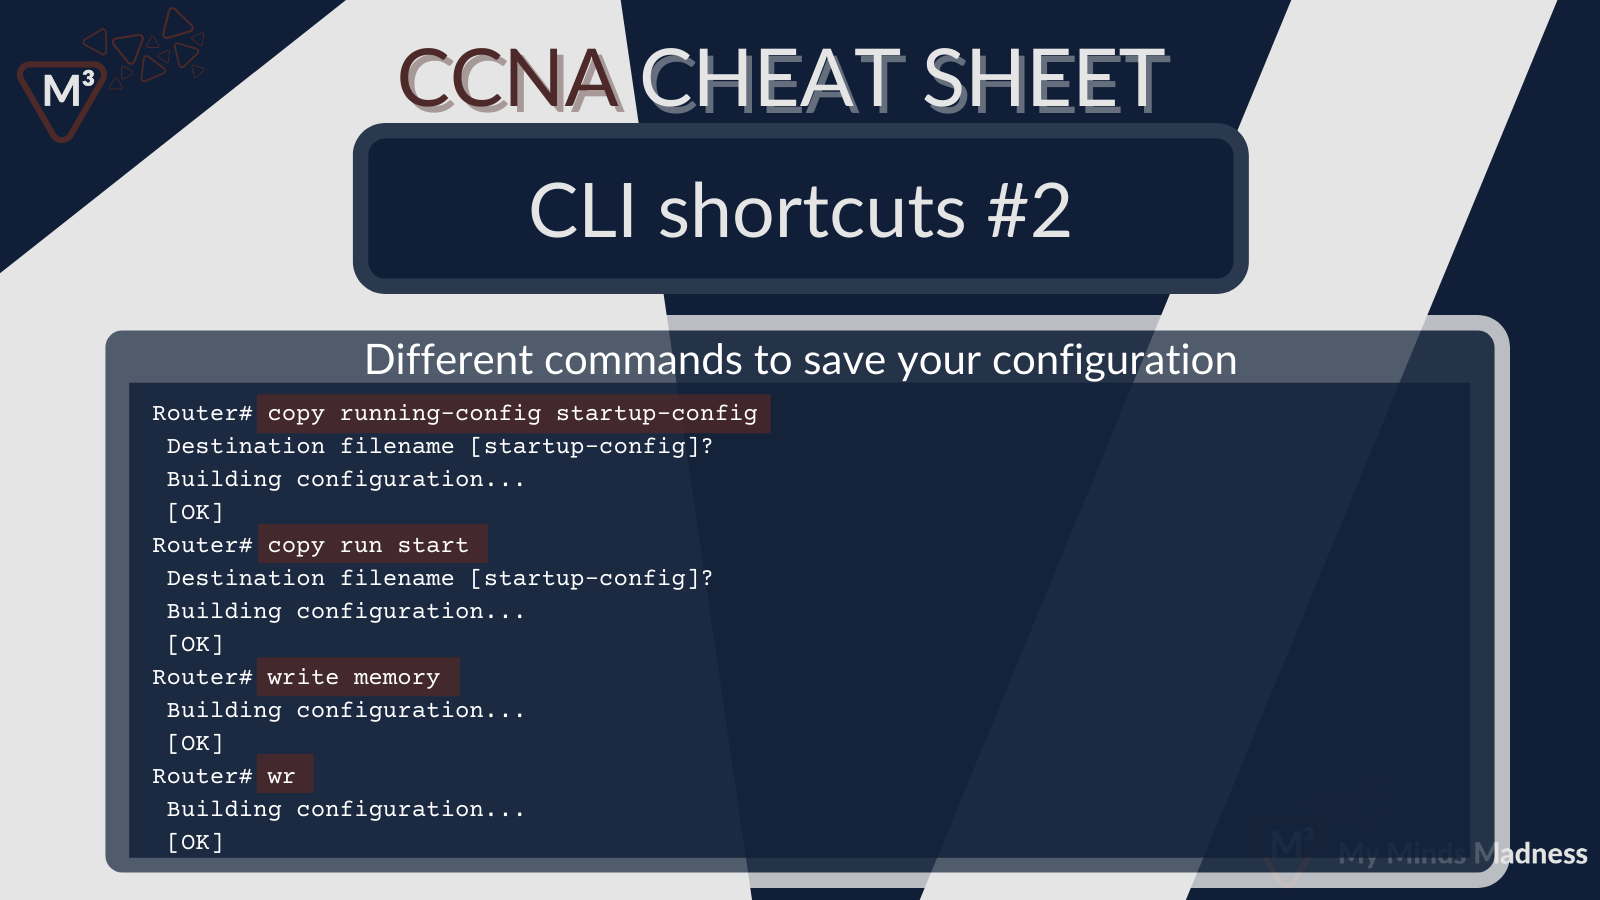 M³
CCNA CHEAT SHEET
CLI shortcuts #2
Different commands to save your configuration
Router# copy running-config startup-config
Destination filename [startup-config]?
Building configuration...
[OK]
Router# copy run start
Destination filename [startup-config]?
Building configuration...
[OK]
Router# write memory
Building configuration...
[OK]
Router# wr
Building configuration...
[OK]
M³ My Minds Madness